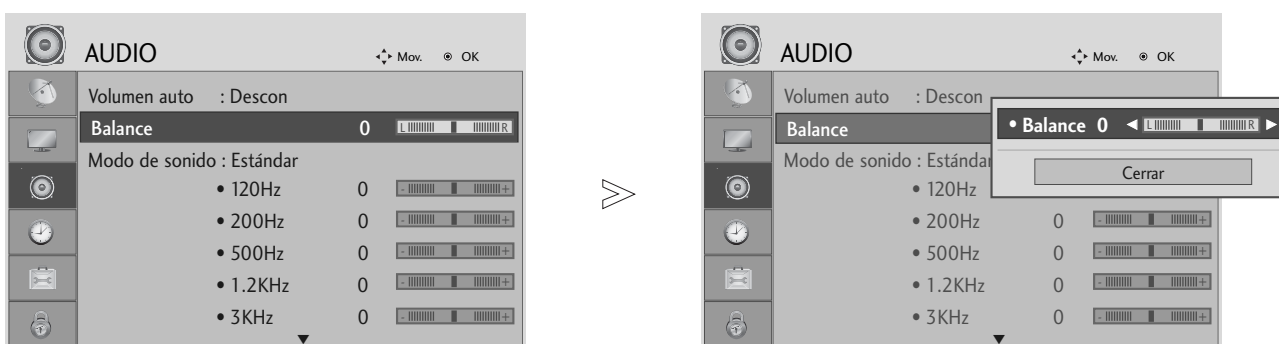 AUDIO Mov. OK
Volumen auto : Descon
Balance 0 L R
Modo de sonido : Estándar
• 120Hz 0 - +
• 200Hz 0 - +
• 500Hz 0 - +
• 1.2KHz 0 - +
• 3KHz 0 - +
AUDIO Mov. OK
Volumen auto : Descon
Balance
• Balance 0 L R
Modo de sonido : Estándar
Cerrar
• 120Hz
• 200Hz 0 - +
• 500Hz 0 - +
• 1.2KHz 0 - +
• 3KHz 0 - +